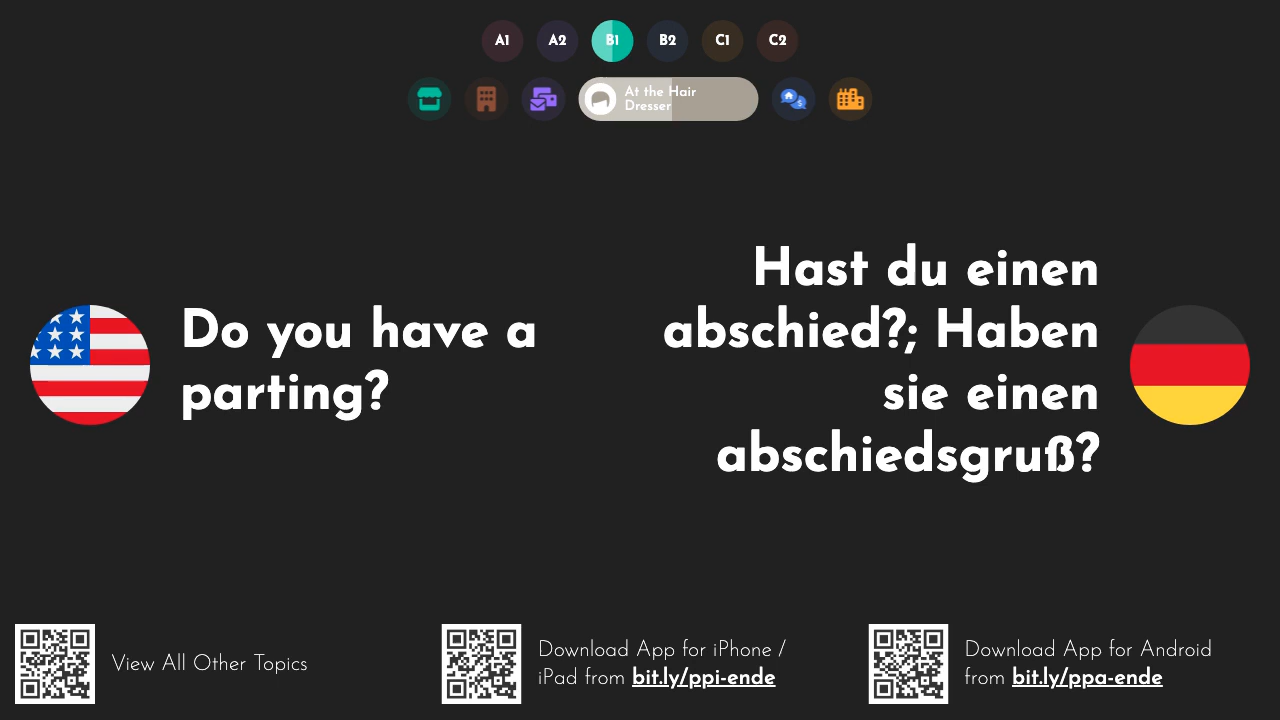 A1 A2 B1 B2 C1 C2
At the Hair
Dresser
Do you have a
parting?
Hast du einen
abschied?; Haben
sie einen
abschiedsgruß?
View All Other Topics
Download App for iPhone /
iPad from bit.ly/ppi-ende
Download App for Android
from bit.ly/ppa-ende